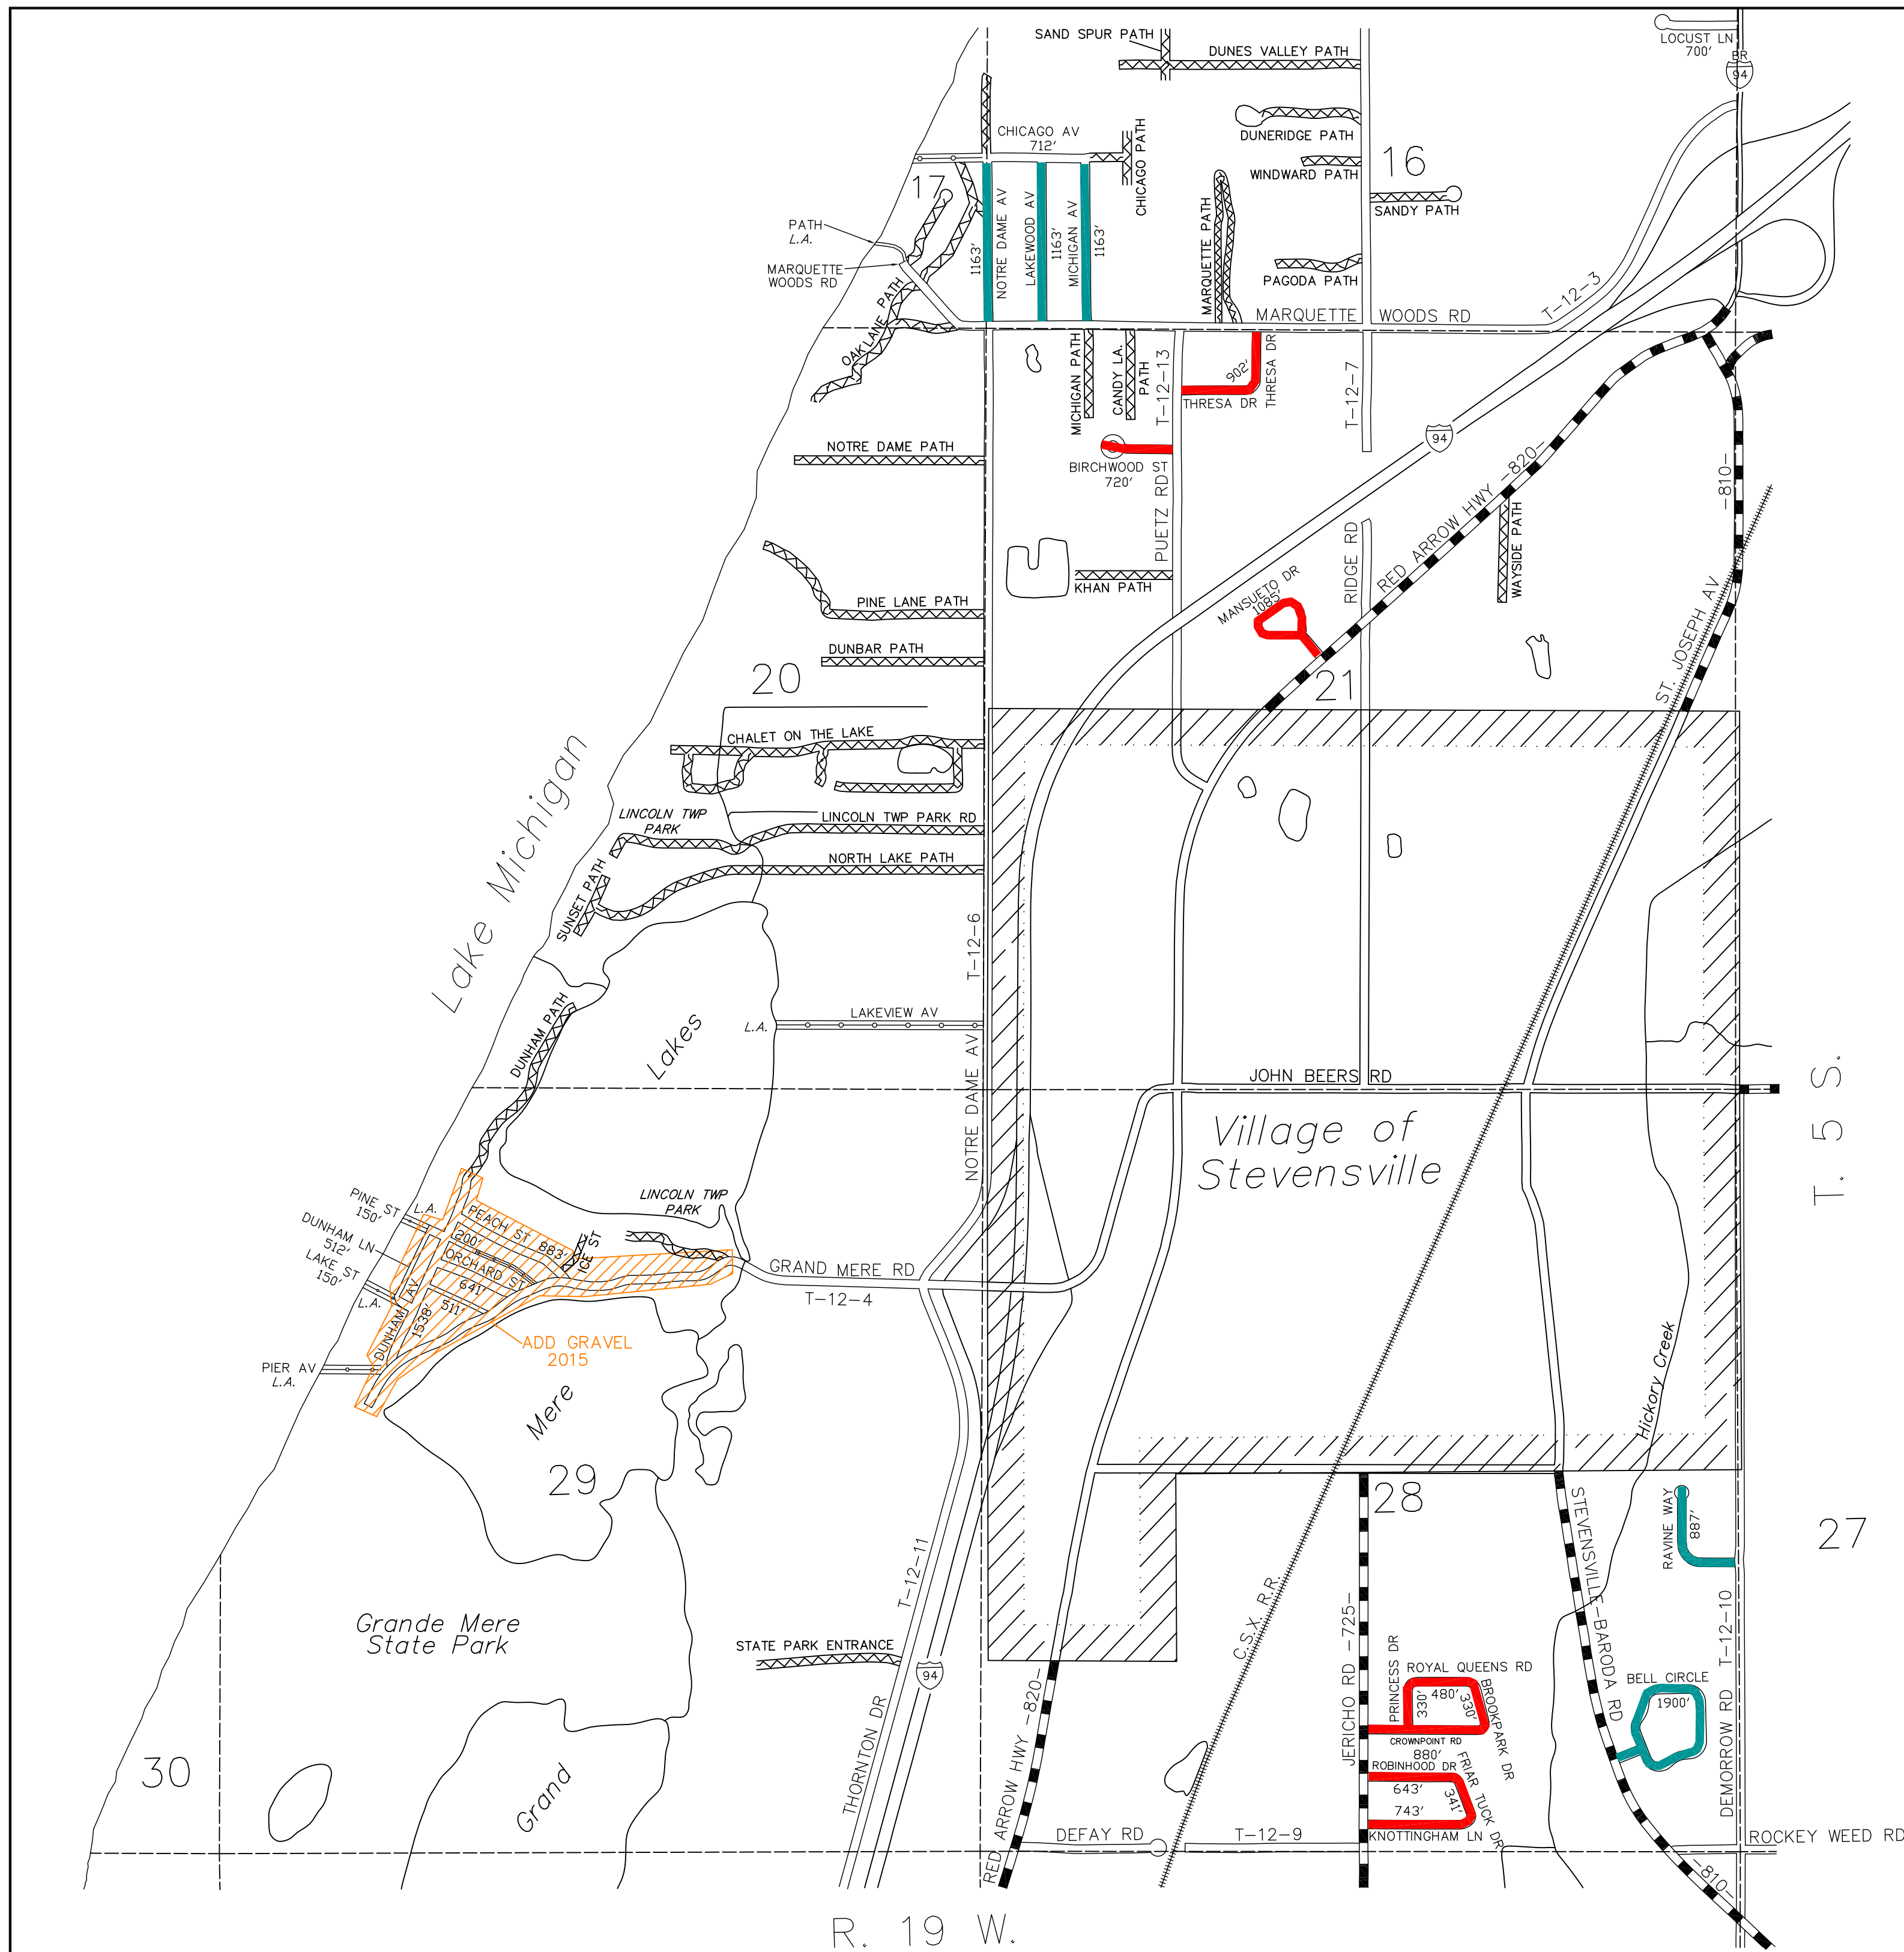 SAND SPUR PATH
DUNES VALLEY PATH
LOCUST LN
700'
BR
94
CHICAGO AV
712'
CHICAGO PATH
DUNERIDGE PATH
WINDWARD PATH
16
SANDY PATH
17
PATH
L.A.
MARQUETTE
WOODS RD
OAK LANE PATH
1163'
NOTRE DAME AV
LAKEWOOD AV
1163'
MICHIGAN AV
1163'
MARQUETTE PATH
PAGODA PATH
T-12-3
MARQUETTE WOODS RD
MICHIGAN PATH
CANDY LA.
PATH
T-12-13
902'
THRESA DR
THRESA DR
T-12-7
94
NOTRE DAME PATH
BIRCHWOOD ST
720'
PUETZ RD
KHAN PATH
RIDGE RD
RED ARROW HWY -820-
WAYSIDE PATH
-810-
MANSUETO DR
1085'
PINE LANE PATH
DUNBAR PATH
20
21
ST. JOSEPH AV
CHALET ON THE LAKE
LINCOLN TWP
PARK
LINCOLN TWP PARK RD
NORTH LAKE PATH
SUNSET PATH
Lake Michigan
T-12-6
LAKEVIEW AV
L.A.
DUNHAM PATH
Lakes
NOTRE DAME AV
JOHN BEERS RD
Village of
Stevensville
T. 5 S.
LINCOLN TWP
PARK
PINE ST
150'
L.A.
DUNHAM LN
512'
LAKE ST
150'
L.A.
PEACH ST 883'
200'
ICE ST
ORCHARD ST
641'
511'
1538'
DUNHAM AV
PIER AV
L.A.
ADD GRAVEL
2015
GRAND MERE RD
T-12-4
Mere
29
Hickory Creek
28
27
RAVINE WAY
887'
STEVENSVILLE-BARODA RD
T-12-11
Grande Mere
State Park
STATE PARK ENTRANCE
94
THORNTON DR
RED ARROW HWY -820-
C.S.X. R.R.
JERICHO RD -725-
PRINCESS DR
ROYAL QUEENS RD
330'
480'
330'
BROOKPARK DR
CROWNPOINT RD
880'
ROBINHOOD DR
643'
743'
341'
FRIAR TUCK DR
KNOTTINGHAM LN
BELL CIRCLE
1900'
DEMORROW RD T-12-10
30
Grand
DEFAY RD
T-12-9
ROCKEY WEED RD
-810-
R. 19 W.